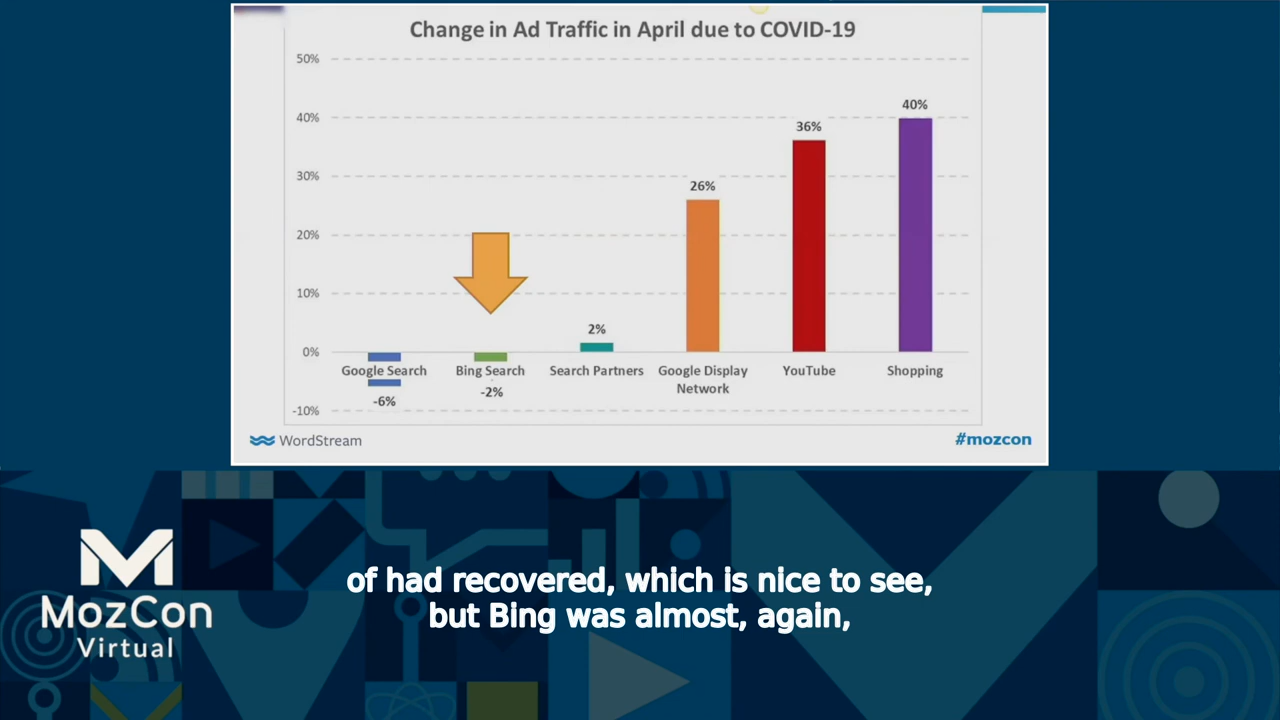 Change in Ad Traffic in April due to COVID-19
50%
40%
30%
20%
10%
0%
-10%
-6%
-2%
2%
26%
36%
40%
Google Search
Bing Search
Search Partners
Google Display
Network
YouTube
Shopping
WordStream
#mozcon
MozCon
Virtual
of had recovered, which is nice to see,
but Bing was almost, again,